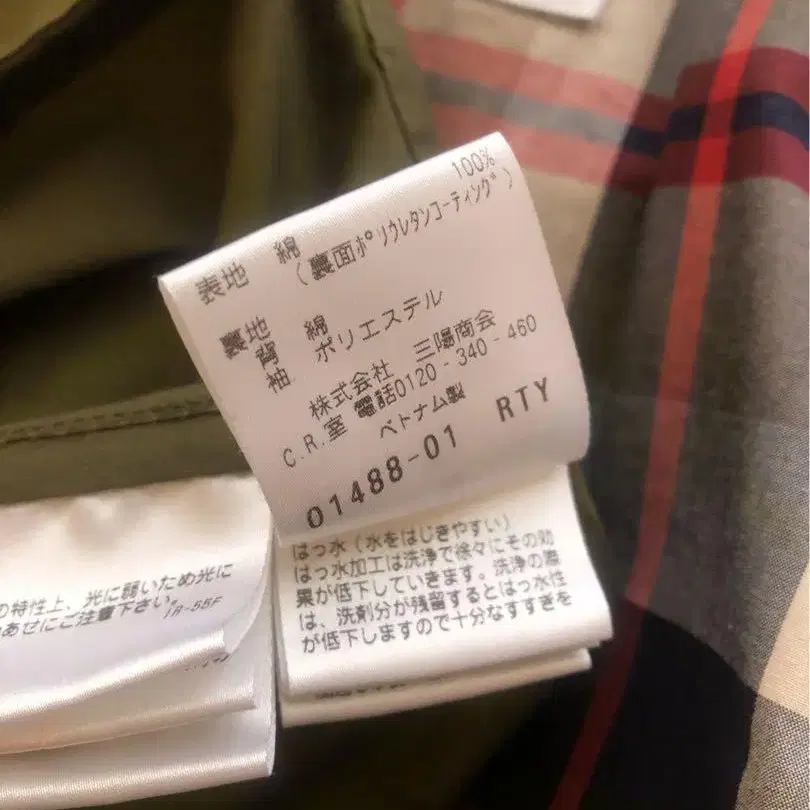 表地 綿 100%
(裏面ポリウレタンコーティング)
裏地
背 綿
袖 ポリエステル
株式会社 三陽商会
C.R.室 電話0120-340-460
ベトナム製
01488-01 RTY
はっ水(水をはじきやすい)
はっ水加工は洗浄で徐々にその効
果が低下していきます。洗浄の際
は、洗剤分が残留するとはっ水性
が低下しますので十分なすすぎを
の特性上、光に弱いため光に
あせにご注意下さい。
IR-55F